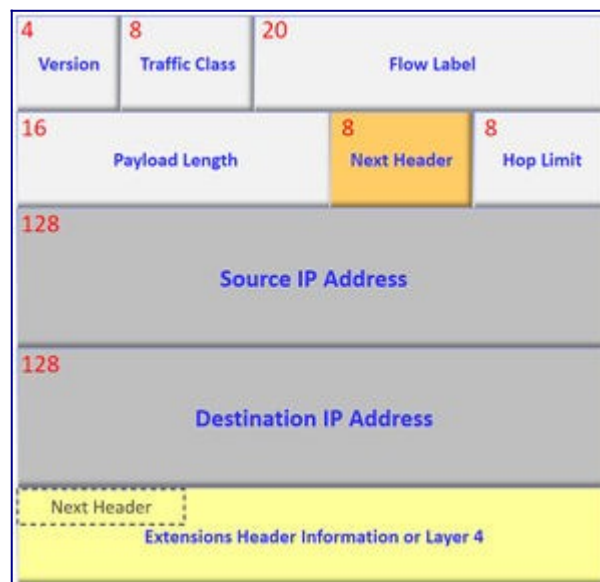 4 8 20
Version Traffic Class Flow Label
16 8 8
Payload Length Next Header Hop Limit
128
Source IP Address
128
Destination IP Address
Next Header
Extensions Header Information or Layer 4